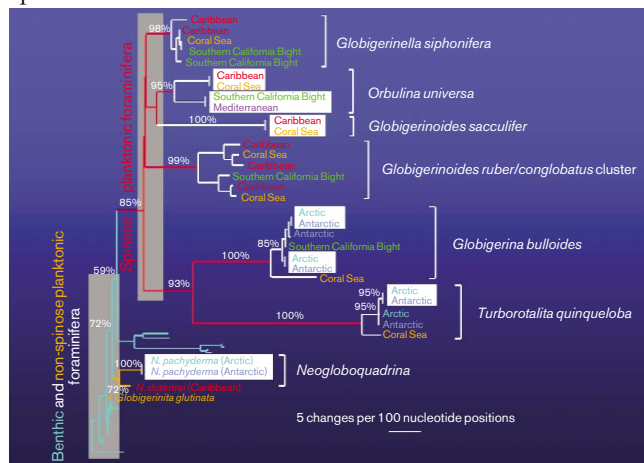 98%
Caribbean
Caribbean
Coral Sea
Southern California Bight
Southern California Bight
Globigerinella siphonifera
95%
Caribbean
Coral Sea
Southern California Bight
Mediterranean
Orbulina universa
100%
Caribbean
Coral Sea
Globigerinoides sacculifer
99%
Caribbean
Coral Sea
Caribbean
Southern California Bight
Caribbean
Coral Sea
Globigerinoides ruber/conglobatus cluster
Spinose planktonic foraminifera
85%
Arctic
Antarctic
Antarctic
Southern California Bight
Arctic
Antarctic
Coral Sea
100%
85%
Globigerina bulloides
59%
93%
95%
95%
Arctic
Antarctic
Arctic
Antarctic
Coral Sea
100%
Turborotalita quinqueloba
72%
100%
N. pachyderma (Arctic)
N. pachyderma (Antarctic)
Neogloboquadrina
72%
N. dutertrei (Caribbean)
Globigerinita glutinata
Benthic and non-spinose planktonic
foraminifera
5 changes per 100 nucleotide positions